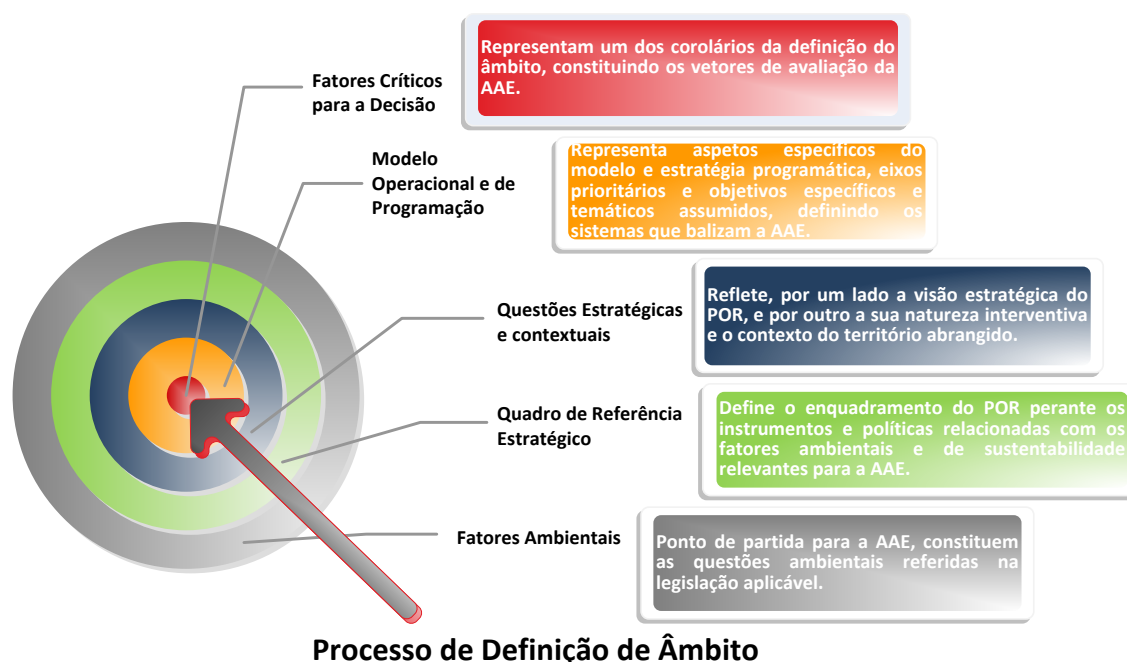 Fatores Críticos
para a Decisão
Representam um dos corolários da definição do
âmbito, constituindo os vetores de avaliação da
AAE.
Modelo
Operacional e de
Programação
Representa aspetos específicos do
modelo e estratégia programática, eixos
prioritários e objetivos específicos e
temáticos assumidos, definindo os
sistemas que balizam a AAE.
Questões Estratégicas
e contextuais
Reflete, por um lado a visão estratégica do
POR, e por outro a sua natureza interventiva
e o contexto do território abrangido.
Quadro de Referência
Estratégico
Define o enquadramento do POR perante os
instrumentos e políticas relacionadas com os
fatores ambientais e de sustentabilidade
relevantes para a AAE.
Fatores Ambientais
Ponto de partida para a AAE, constituem
as questões ambientais referidas na
legislação aplicável.
Processo de Definição de Âmbito